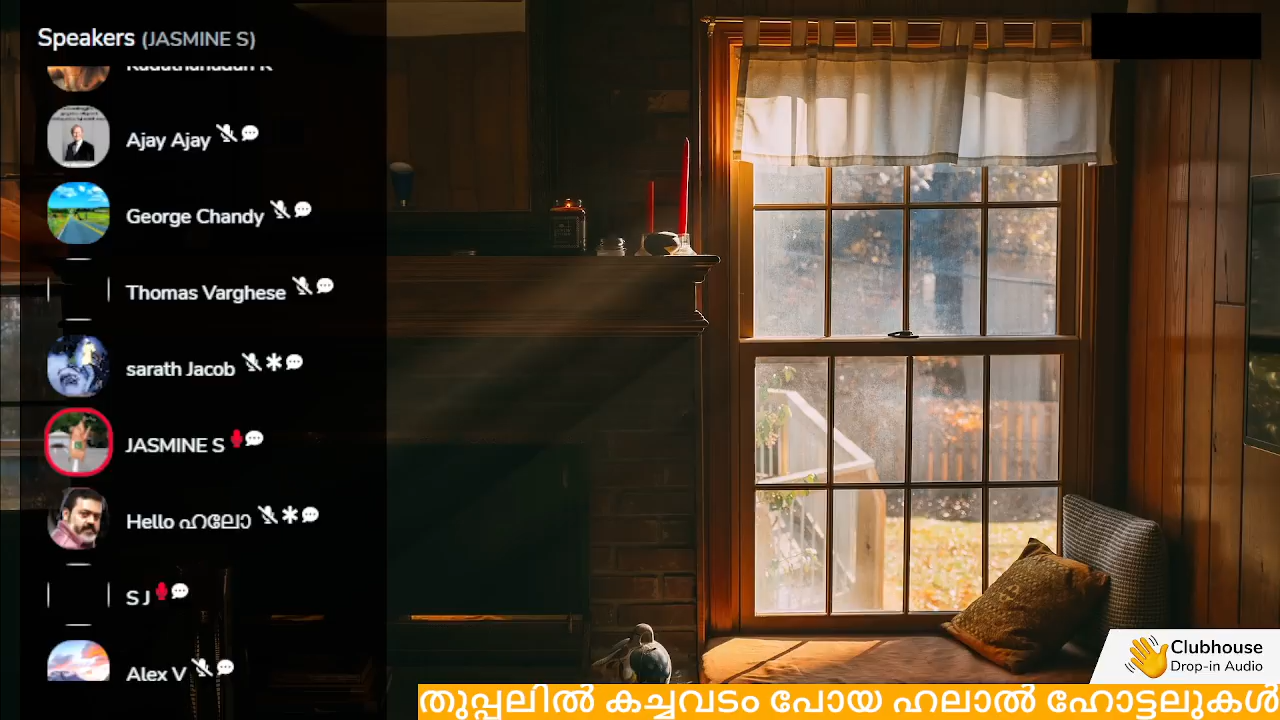 Speakers (JASMINE S)
Ajay Ajay
George Chandy
Thomas Varghese
sarath Jacob
JASMINE S
Hello ഹലോ
S J
Alex V
Clubhouse
Drop-in Audio
തുപ്പലിൽ കച്ചവടം പോയ ഹലാൽ ഹോട്ടലുകൾ